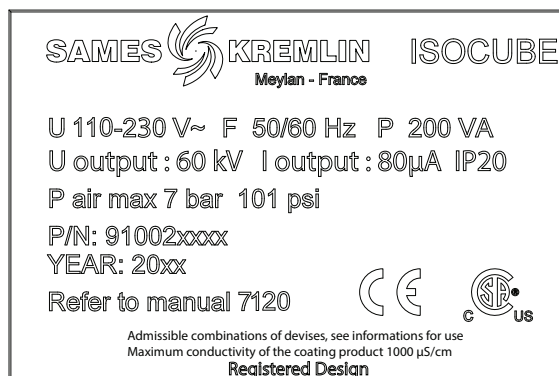 SAMES KREMLIN ISOCUBE
Meylan - France
U 110-230 V~ F 50/60 Hz P 200 VA
U output : 60 kV I output : 80µA IP20
P air max 7 bar 101 psi
P/N: 91002xxxx
YEAR: 20xx
Refer to manual 7120
CE C SA ® C US
Admissible combinations of devises, see informations for use
Maximum conductivity of the coating product 1000 µS/cm
Registered Design